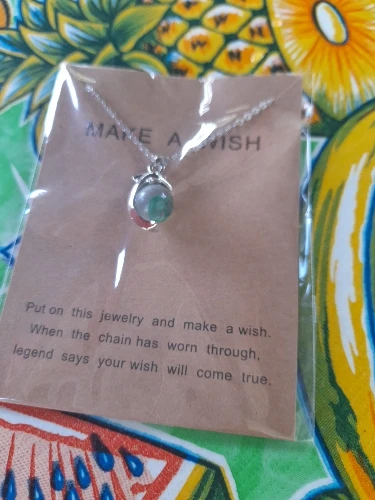 MAKE A WISH
Put on this jewelry and make a wish.
When the chain has worn through,
legend says your wish will come true.